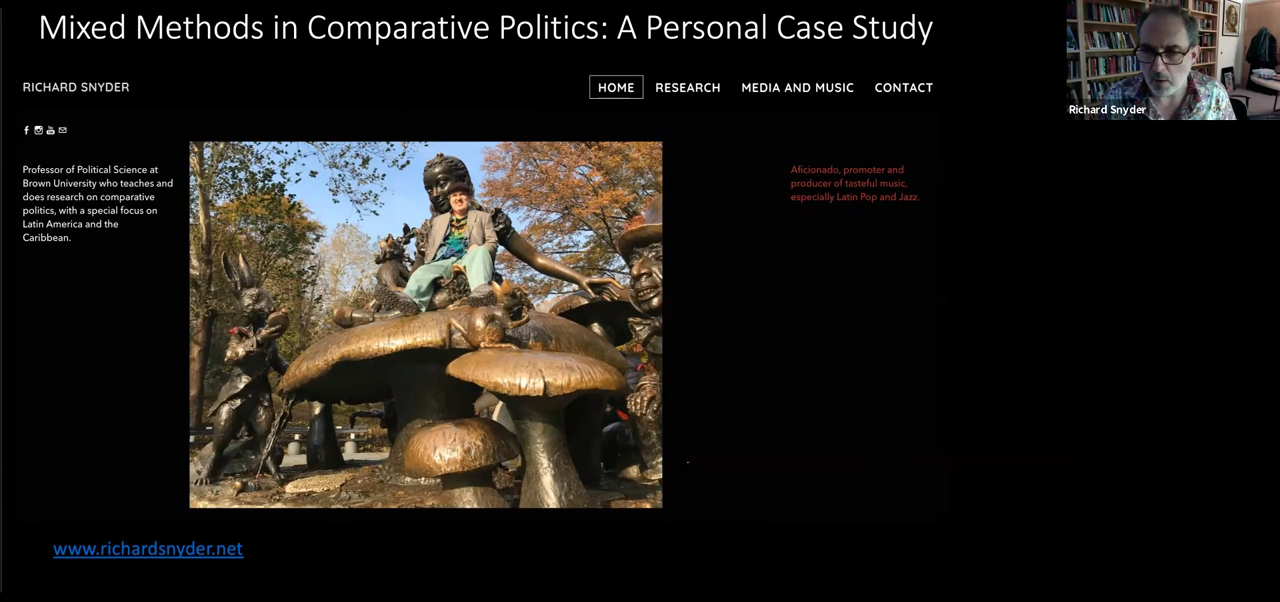 Mixed Methods in Comparative Politics: A Personal Case Study
Richard Snyder
RICHARD SNYDER
HOME
RESEARCH
MEDIA AND MUSIC
CONTACT
Professor of Political Science at
Brown University who teaches and
does research on comparative
politics, with a special focus on
Latin America and the
Caribbean.
Aficionado, promoter and
producer of tasteful music,
especially Latin Pop and Jazz.
www.richardsnyder.net